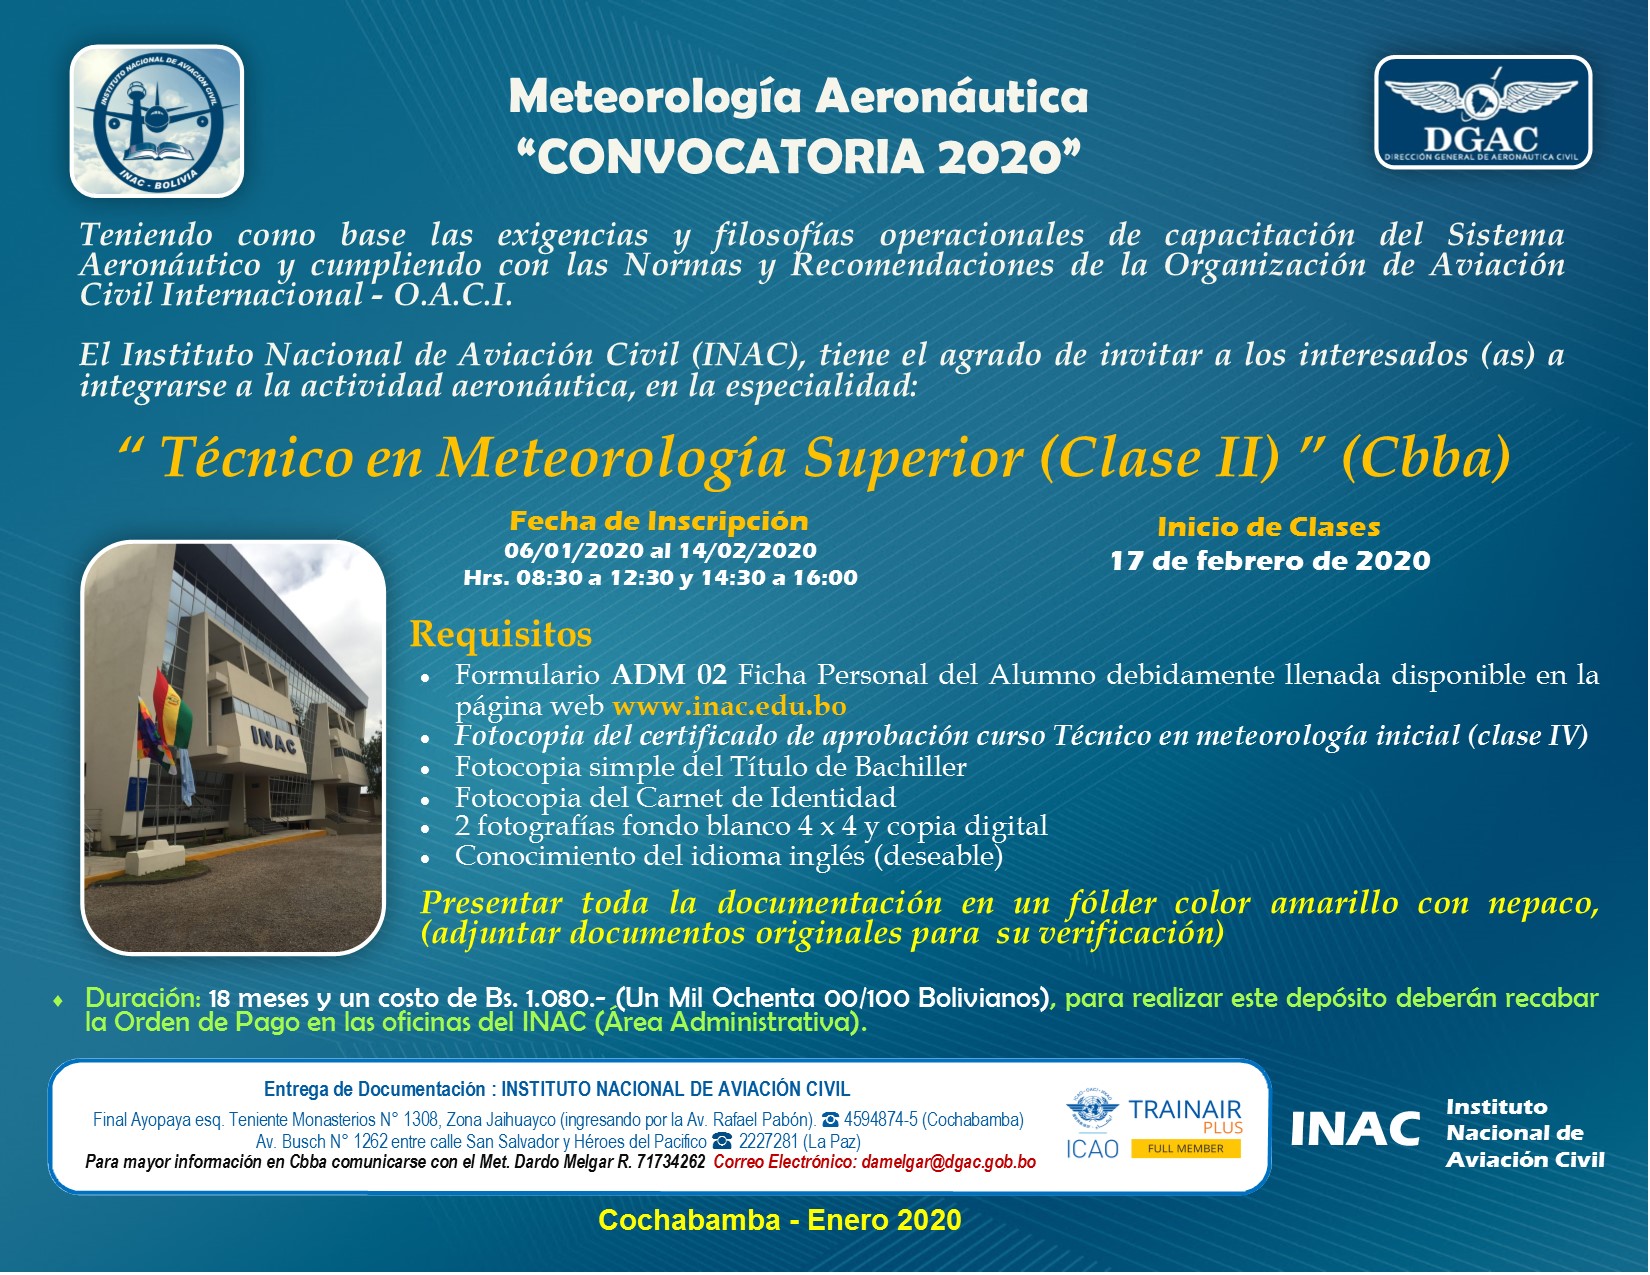 INSTITUTO NACIONAL DE AVIACIÓN CIVIL
INAC - BOLIVIA
Meteorología Aeronáutica
“CONVOCATORIA 2020”
DGAC
DIRECCIÓN GENERAL DE AERONÁUTICA CIVIL
Teniendo como base las exigencias y filosofías operacionales de capacitación del Sistema
Aeronáutico y cumpliendo con las Normas y Recomendaciones de la Organización de Aviación
Civil Internacional - O.A.C.I.
El Instituto Nacional de Aviación Civil (INAC), tiene el agrado de invitar a los interesados (as) a
integrarse a la actividad aeronáutica, en la especialidad:
“ Técnico en Meteorología Superior (Clase II) ” (Cbba)
Fecha de Inscripción
06/01/2020 al 14/02/2020
Hrs. 08:30 a 12:30 y 14:30 a 16:00
Inicio de Clases
17 de febrero de 2020
INAC
Requisitos
• Formulario ADM 02 Ficha Personal del Alumno debidamente llenada disponible en la
página web www.inac.edu.bo
• Fotocopia del certificado de aprobación curso Técnico en meteorología inicial (clase IV)
• Fotocopia simple del Título de Bachiller
• Fotocopia del Carnet de Identidad
• 2 fotografías fondo blanco 4 x 4 y copia digital
• Conocimiento del idioma inglés (deseable)
Presentar toda la documentación en un fólder color amarillo con nepaco,
(adjuntar documentos originales para su verificación)
♦ Duración: 18 meses y un costo de Bs. 1.080.- (Un Mil Ochenta 00/100 Bolivianos), para realizar este depósito deberán recabar
la Orden de Pago en las oficinas del INAC (Área Administrativa).
Entrega de Documentación : INSTITUTO NACIONAL DE AVIACIÓN CIVIL
Final Ayopaya esq. Teniente Monasterios N° 1308, Zona Jaihuayco (ingresando por la Av. Rafael Pabón). ☎ 4594874-5 (Cochabamba)
Av. Busch N° 1262 entre calle San Salvador y Héroes del Pacifico ☎ 2227281 (La Paz)
Para mayor información en Cbba comunicarse con el Met. Dardo Melgar R. 71734262 Correo Electrónico: damelgar@dgac.gob.bo
ICAO
TRAINAIR
PLUS
FULL MEMBER
INAC
Instituto
Nacional de
Aviación Civil
Cochabamba - Enero 2020